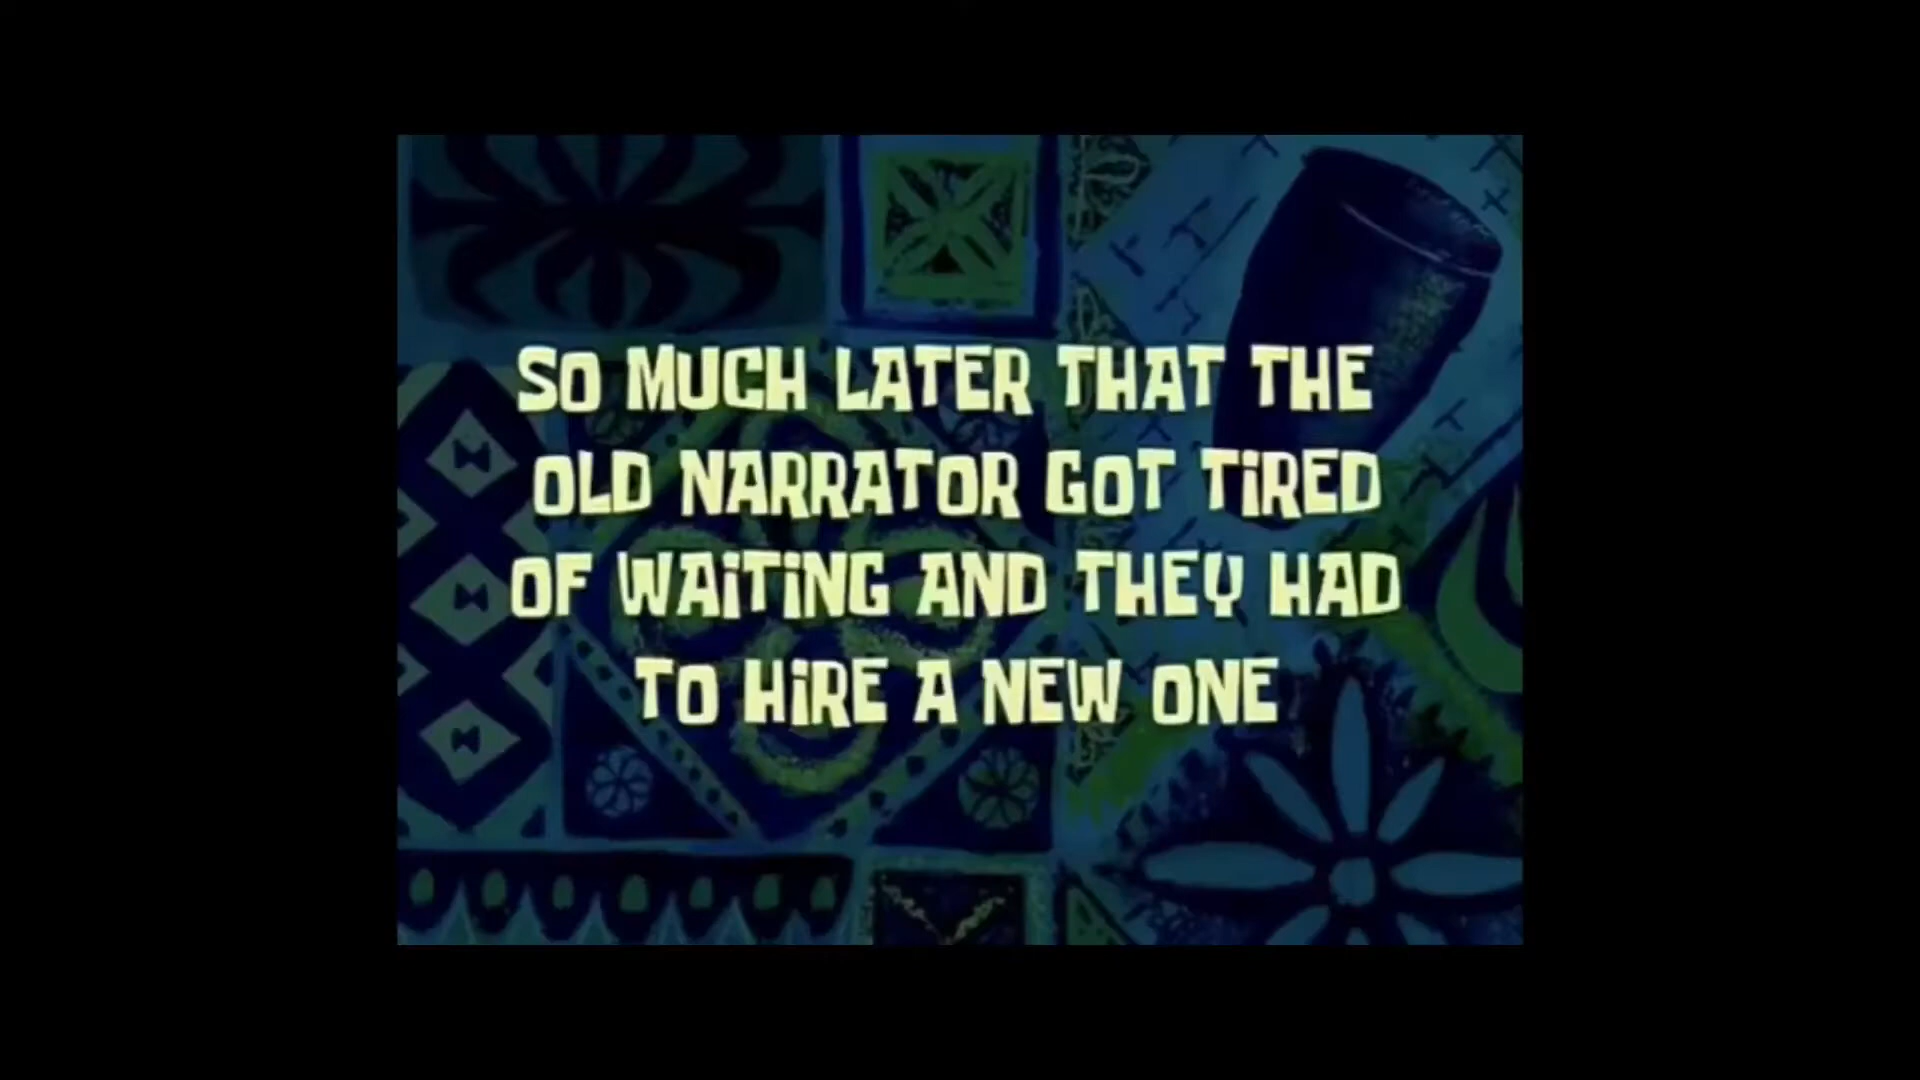 SO MUCH LATER THAT THE
OLD NARRATOR GOT TiRED
OF WAiTiNG AND THEY HAD
TO HiRE A NEW ONE